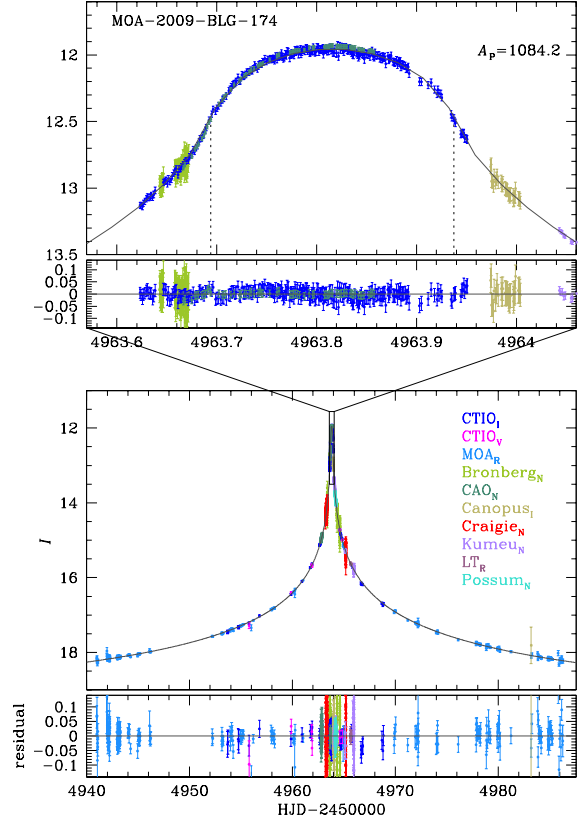 MOA-2009-BLG-174
A_P=1084.2
12
12.5
13
13.5
0.1
0.05
0
−0.05
−0.1
4963.6 4963.7 4963.8 4963.9 4964
12
14
16
18
I
CTIO_I
CTIO_V
MOA_R
Bronberg_N
CAO_N
Canopus_I
Craigie_N
Kumeu_N
LT_R
Possum_N
residual
0.1
0.05
0
−0.05
−0.1
4940 4950 4960 4970 4980
HJD-2450000